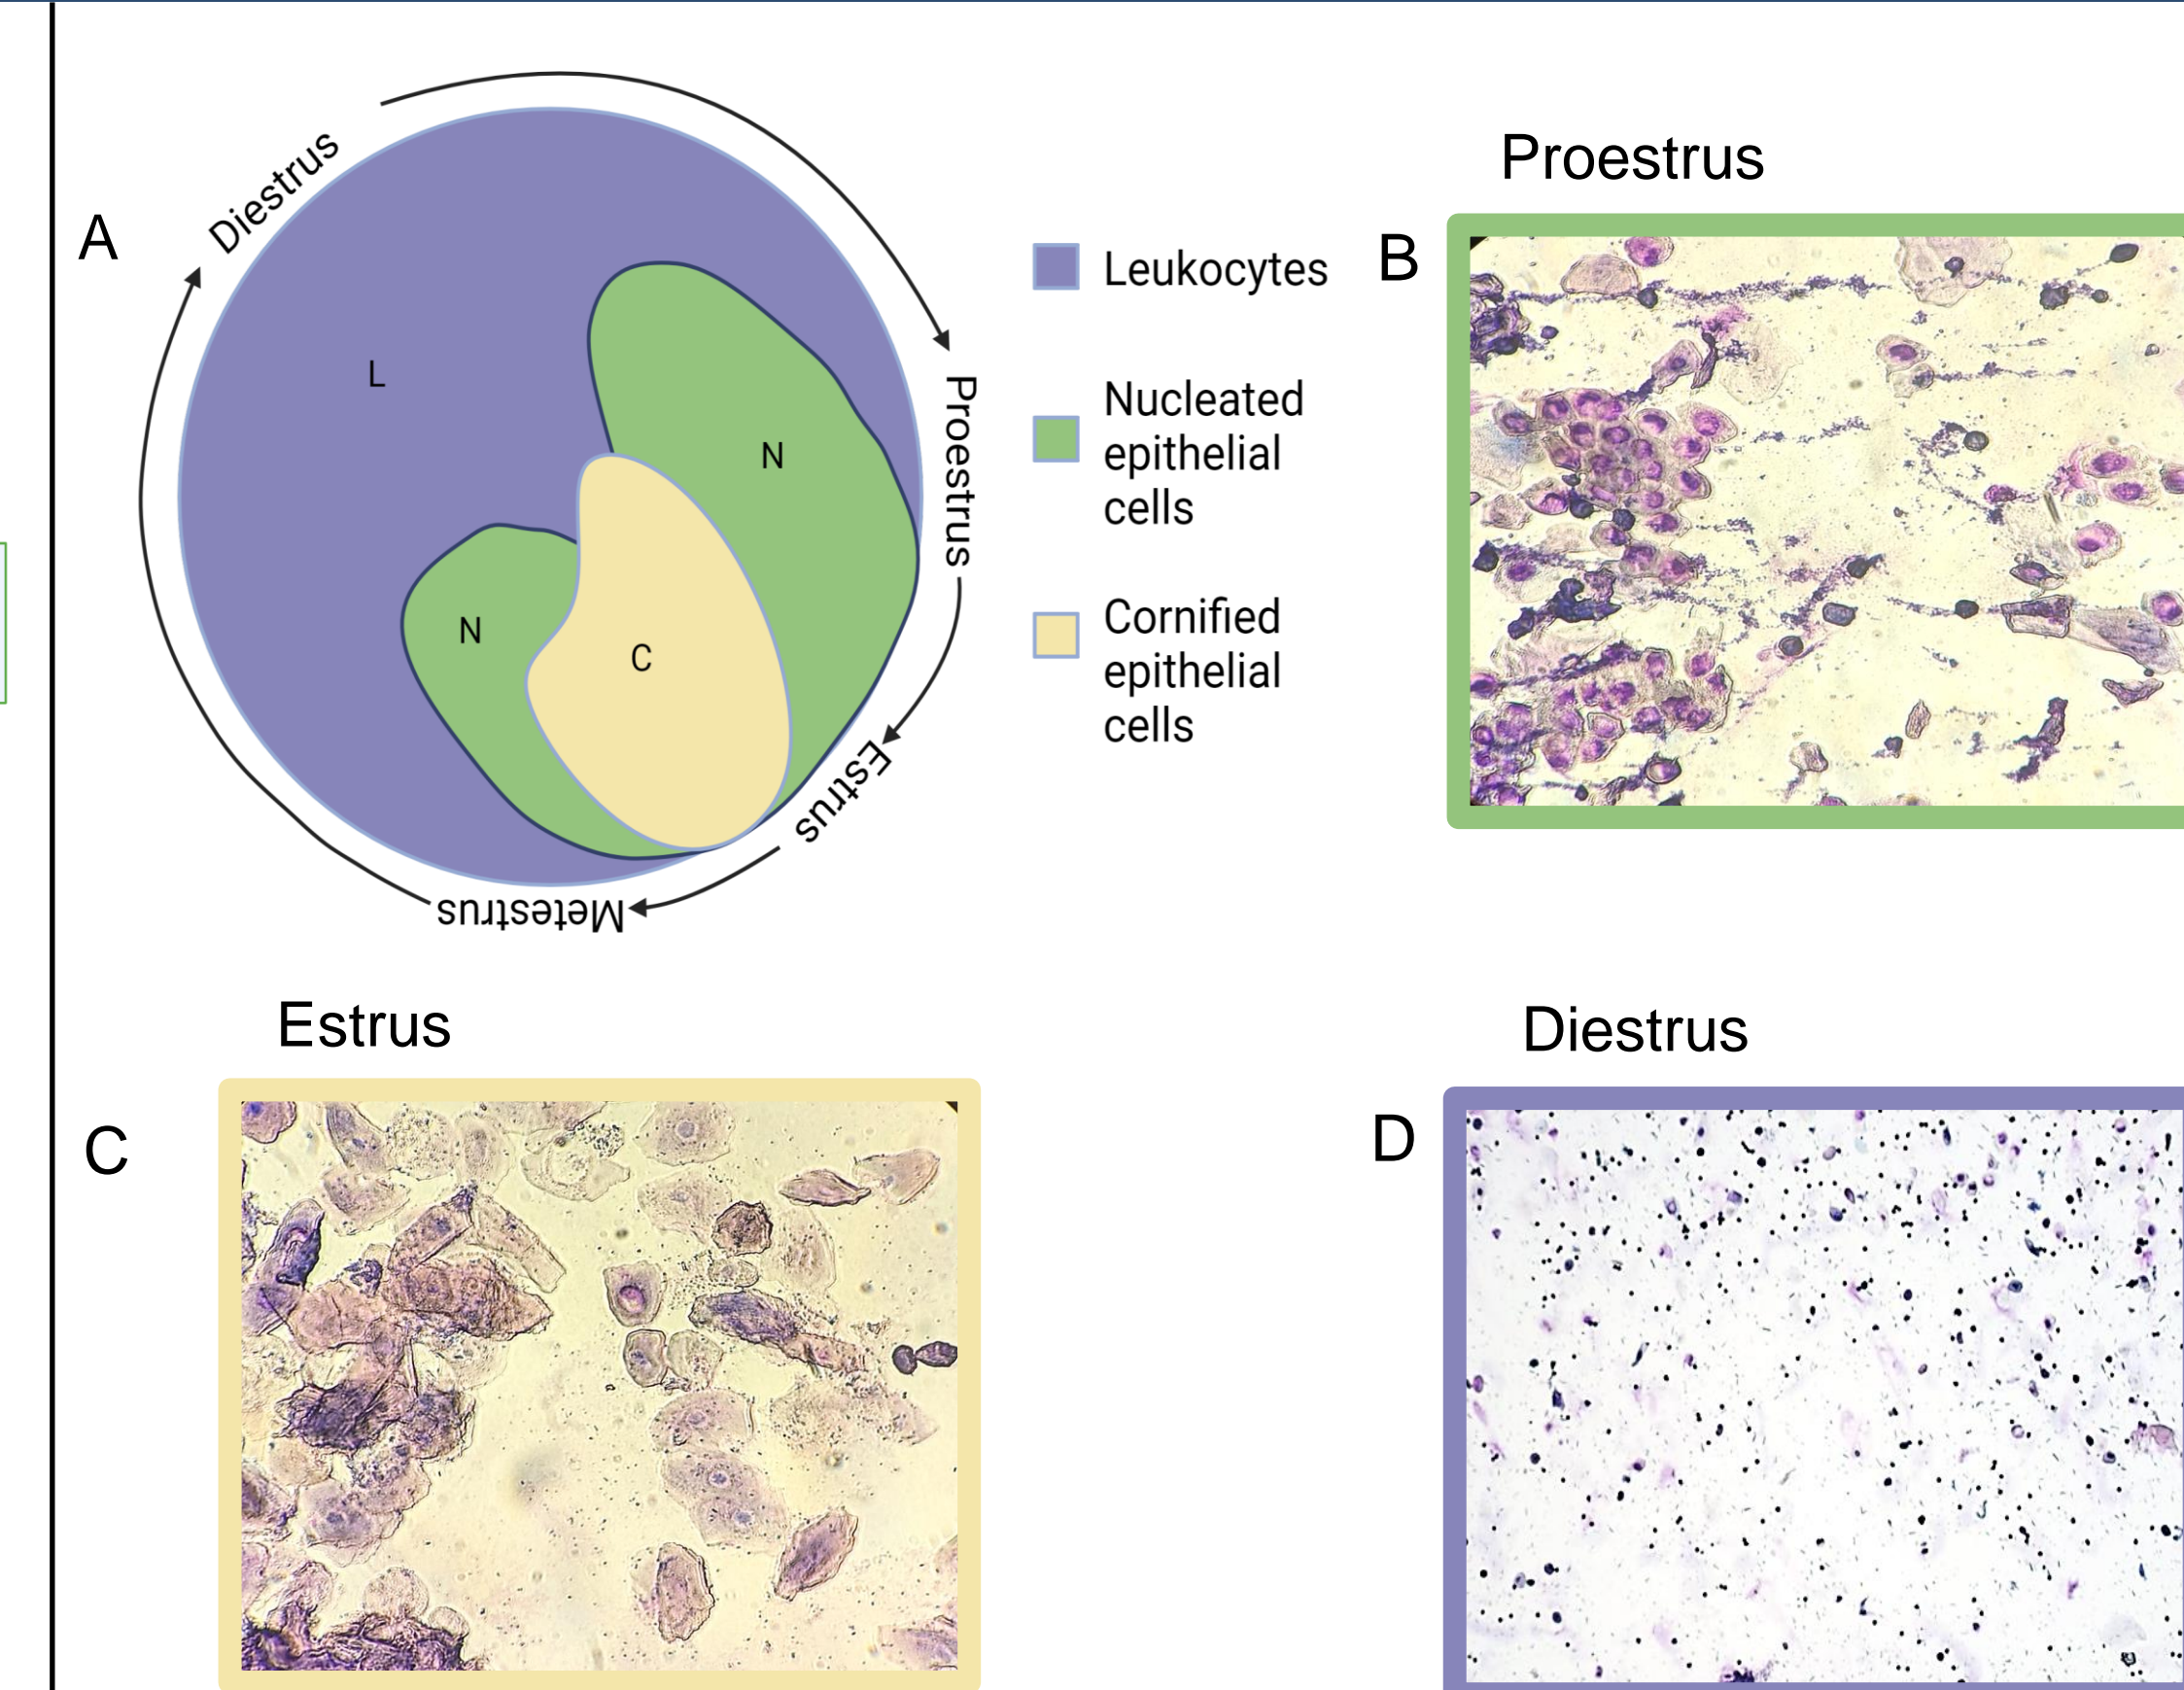 A
Diestrus
Proestrus
Estrus
Metestrus
L
N
N
C
Leukocytes
Nucleated
epithelial
cells
Cornified
epithelial
cells
Proestrus
B
Estrus
C
Diestrus
D